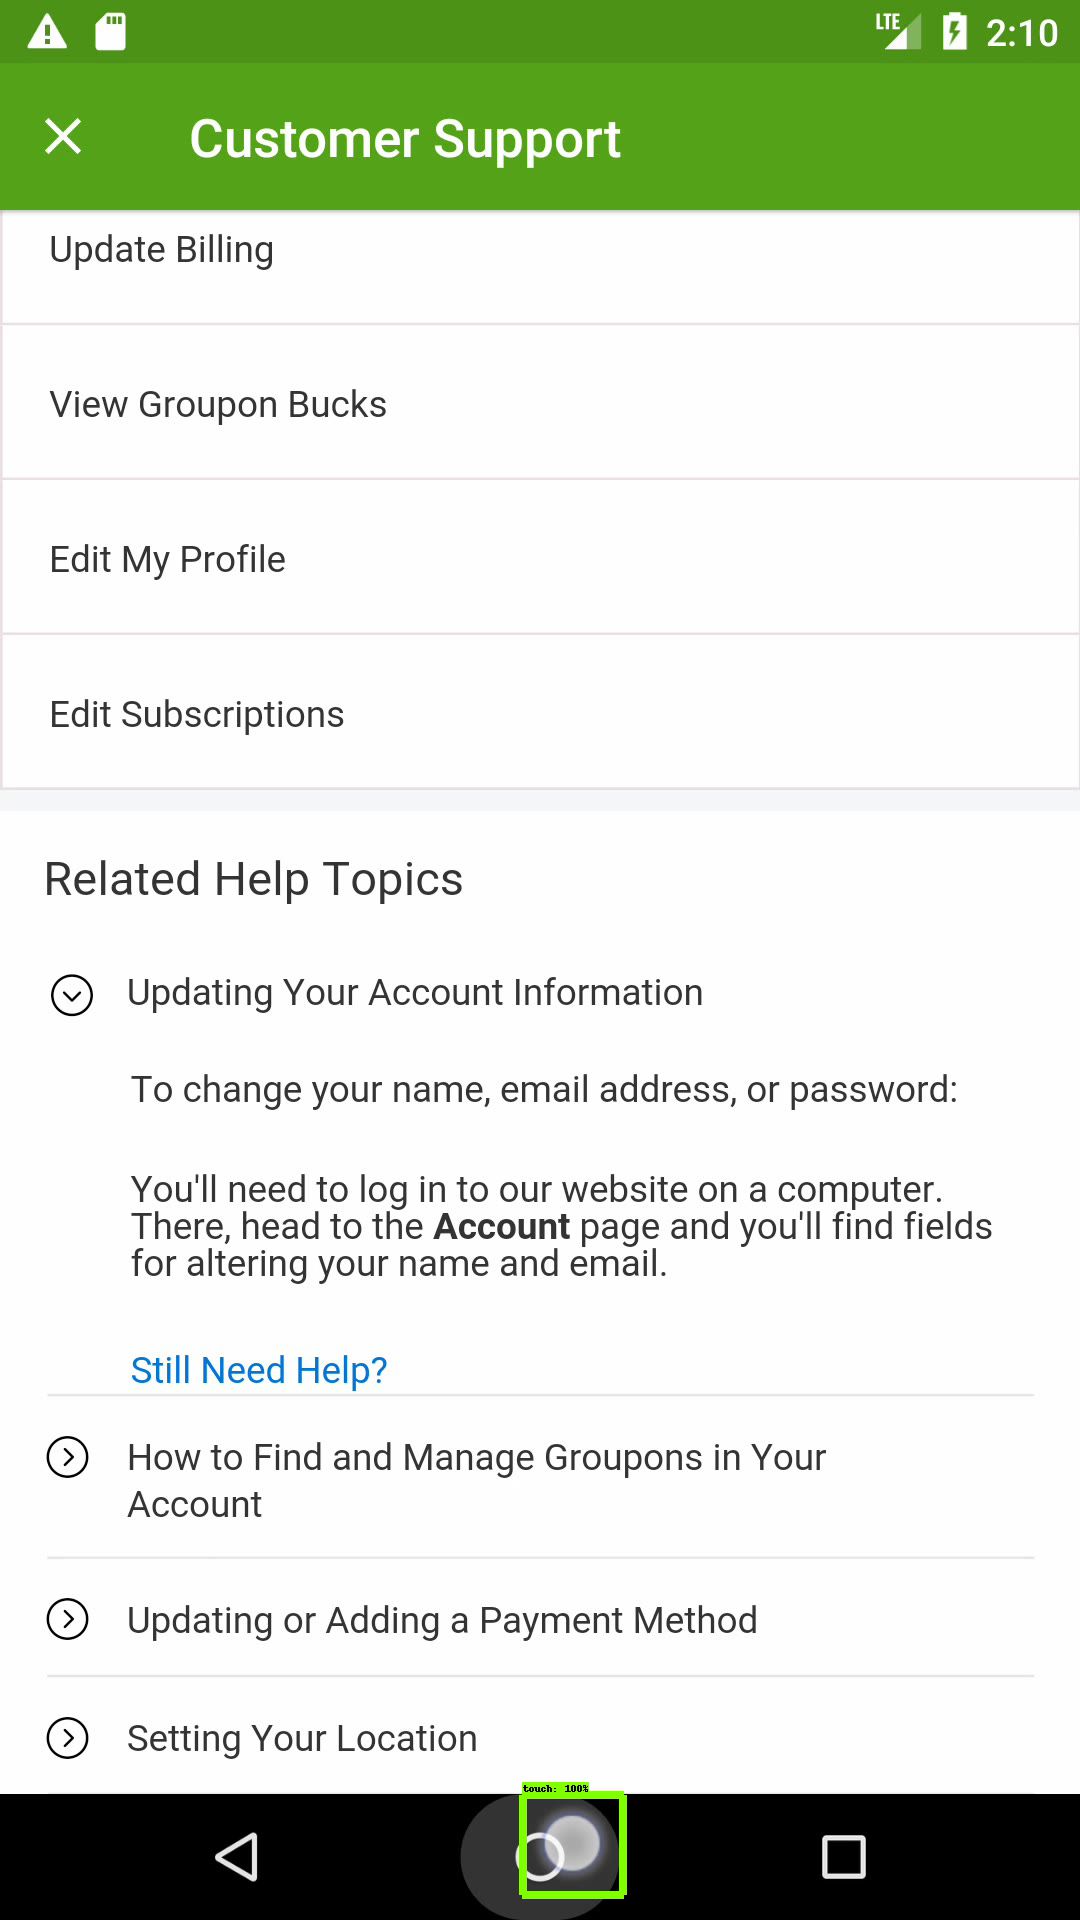 LTE 2:10
Customer Support
Update Billing
View Groupon Bucks
Edit My Profile
Edit Subscriptions
Related Help Topics
Updating Your Account Information
To change your name, email address, or password:
You'll need to log in to our website on a computer.
There, head to the Account page and you'll find fields
for altering your name and email.
Still Need Help?
How to Find and Manage Groupons in Your
Account
Updating or Adding a Payment Method
Setting Your Location
touch: 100%